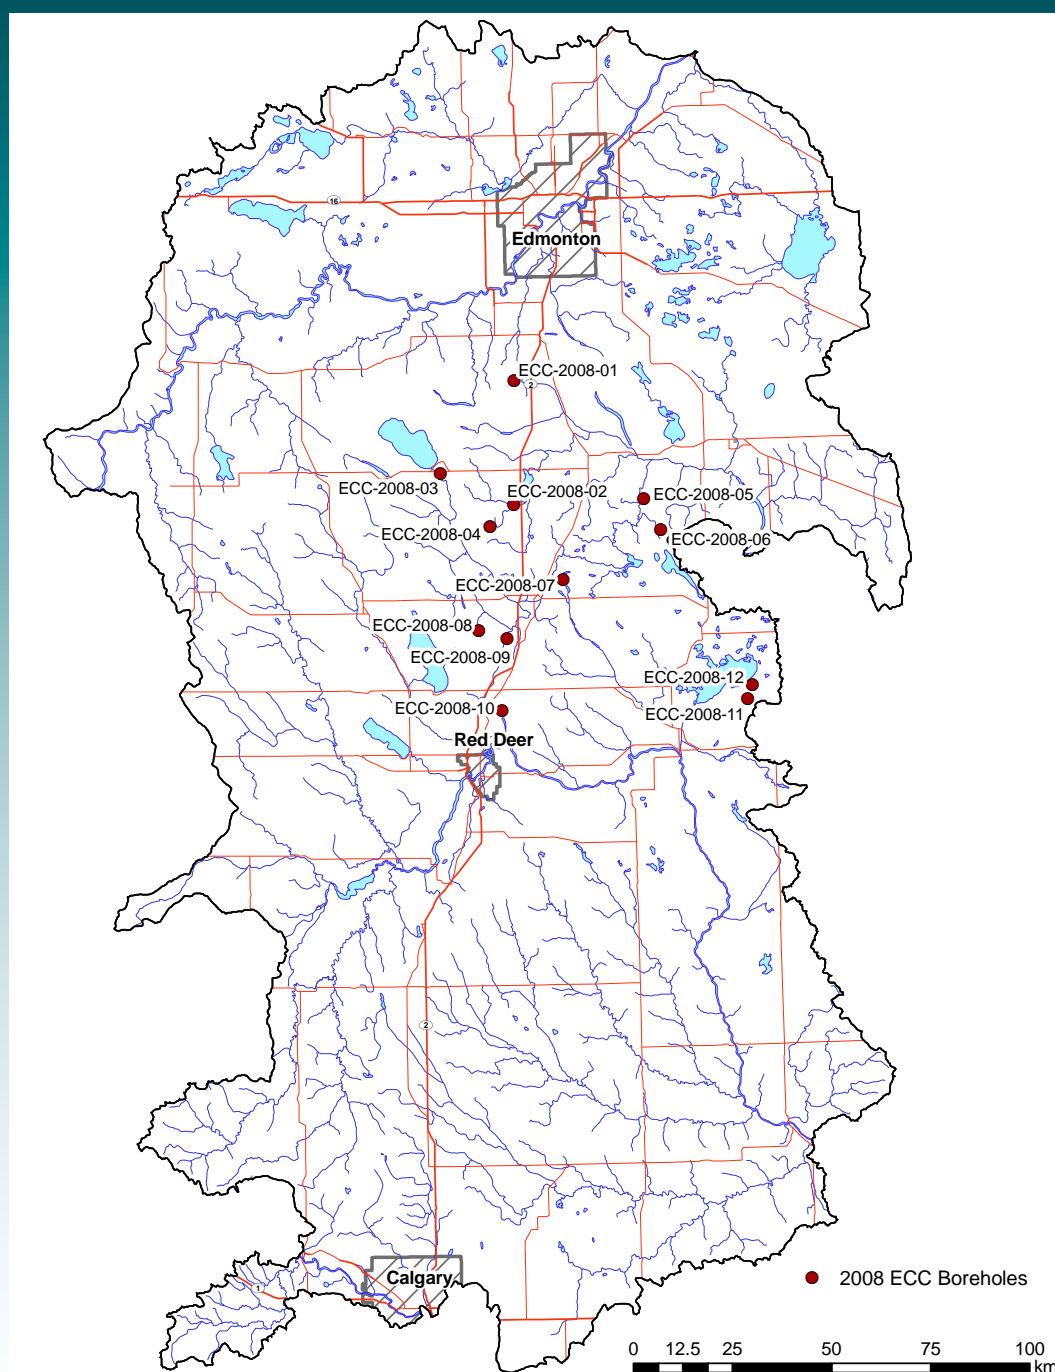 16
Edmonton
ECC-2008-01
2
ECC-2008-03
ECC-2008-02
ECC-2008-05
ECC-2008-04
ECC-2008-06
ECC-2008-07
ECC-2008-08
ECC-2008-09
ECC-2008-12
ECC-2008-10
ECC-2008-11
Red Deer
2
Calgary
1
2008 ECC Boreholes
0 12.5 25 50 75 100
km